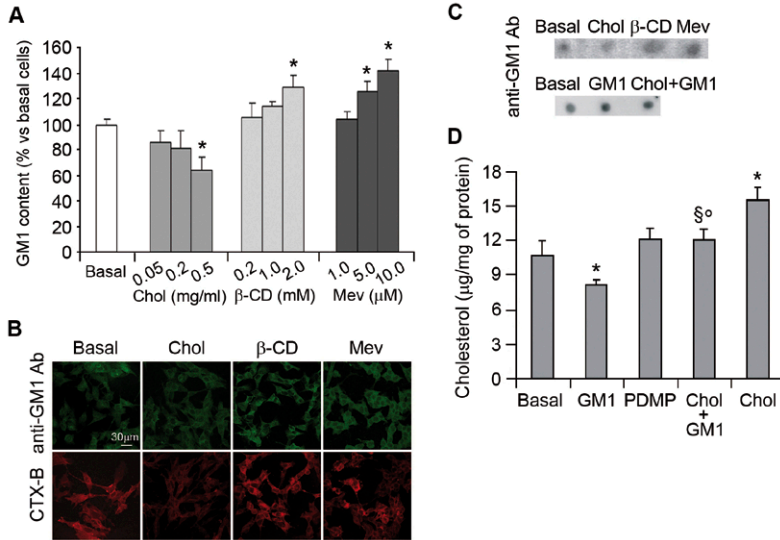 A
GM1 content (% vs basal cells)
160
140
120
100
80
60
40
20
0
* * * *
Basal
0.05 0.2 0.5 0.2 1.0 2.0 1.0 5.0 10.0
Chol (mg/ml) β-CD (mM) Mev (μM)
B
Basal Chol β-CD Mev
anti-GM1 Ab
30μm
CTX-B
C
anti-GM1 Ab
Basal Chol β-CD Mev
Basal GM1 Chol+GM1
D
Cholesterol (μg/mg of protein)
18
15
12
9
6
3
0
* §° *
Basal GM1 PDMP Chol Chol
+
GM1